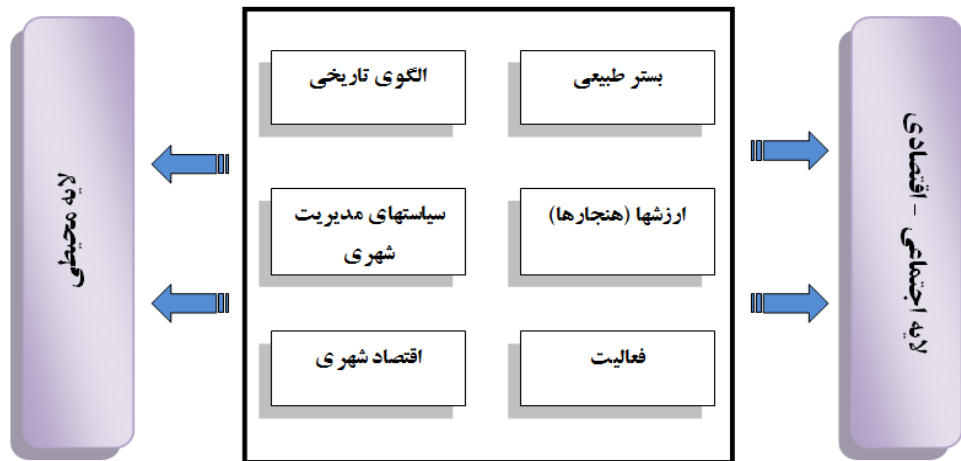 لایه اجتماعی - اقتصادی
بستر طبیعی
الگوی تاریخی
ارزشها (هنجارها)
سیاستهای مدیریت
شهری
فعالیت
اقتصاد شهری
لایه محیطی